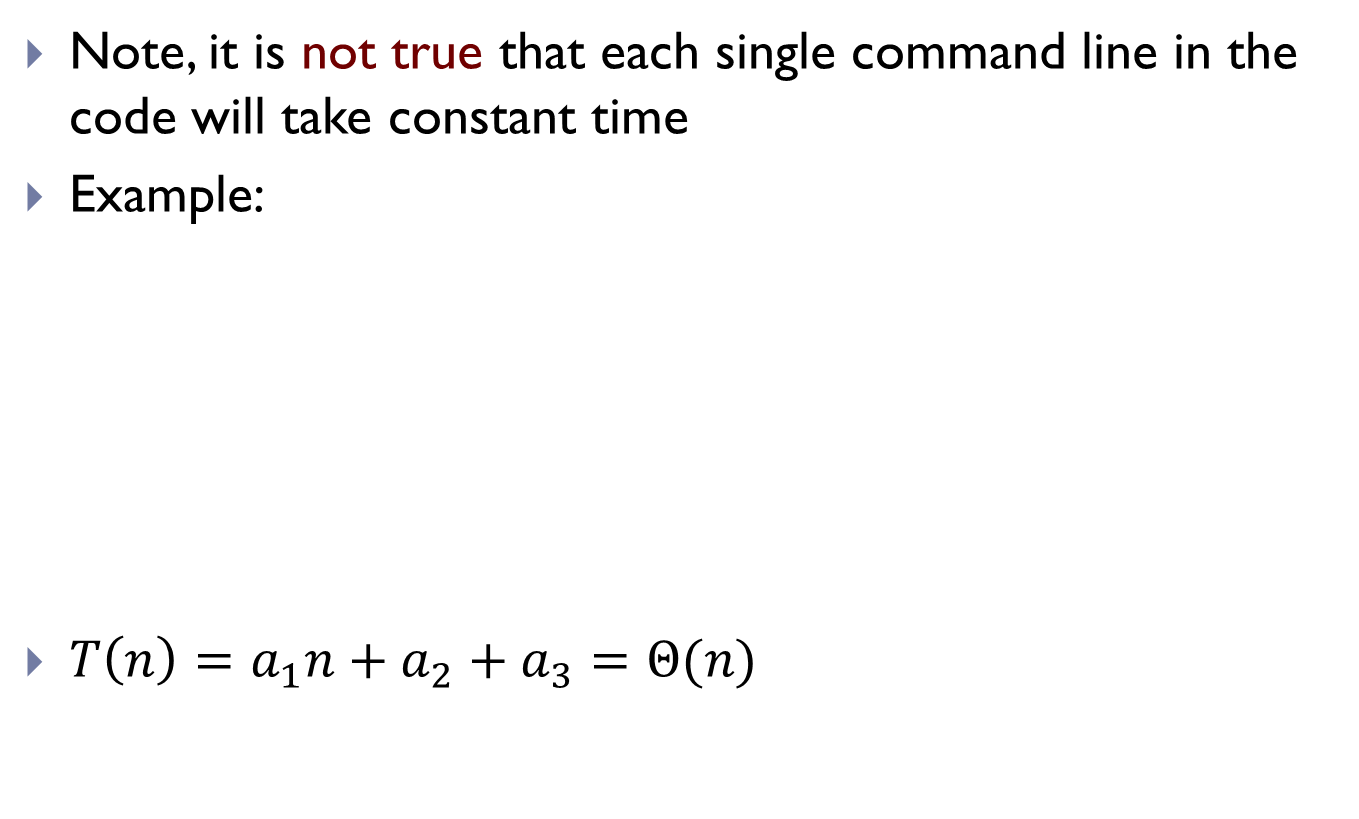 Note, it is not true that each single command line in the
code will take constant time
Example:
T(n) = a₁n + a₂ + a₃ = Θ(n)